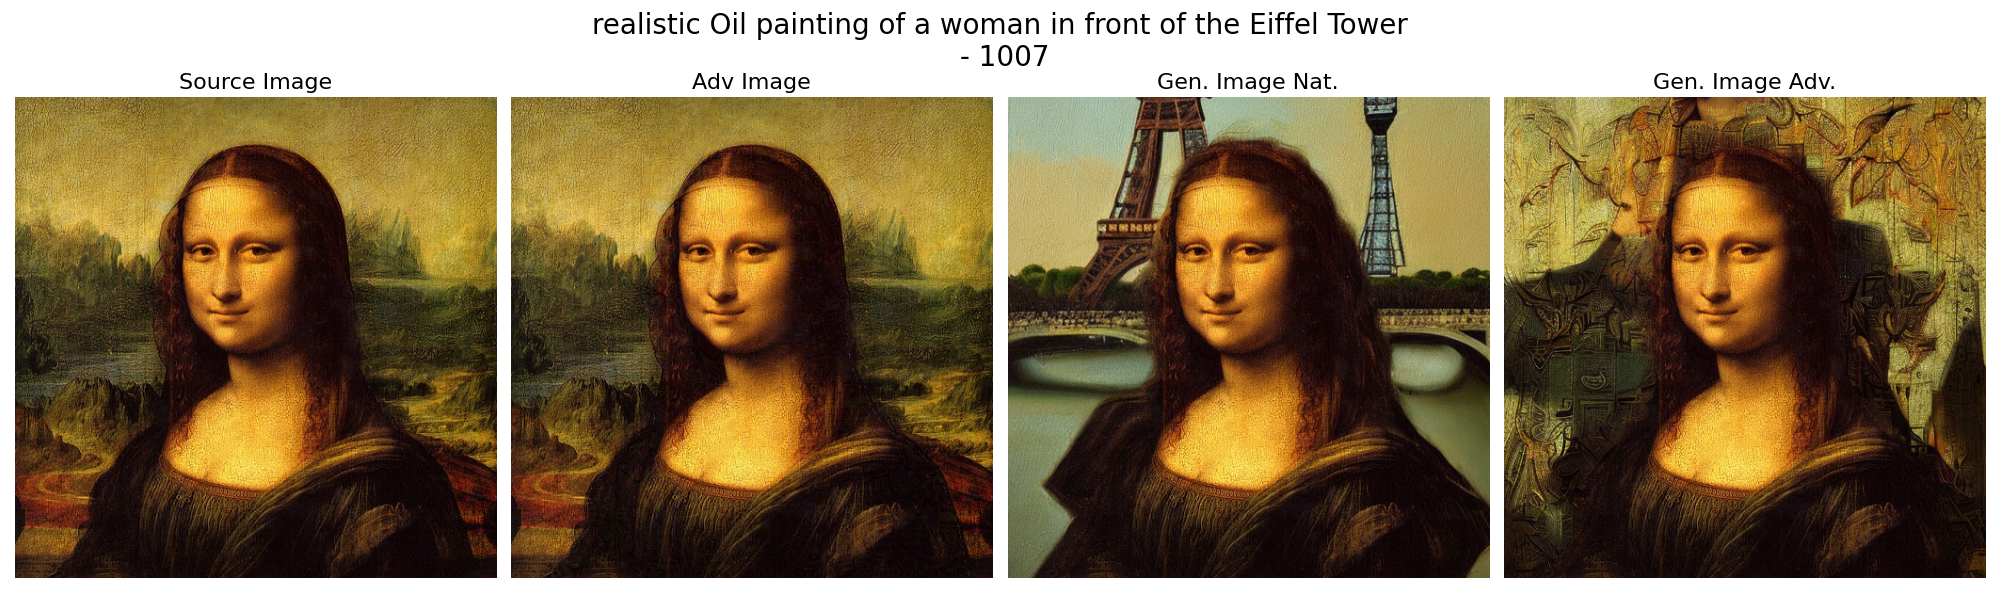 realistic Oil painting of a woman in front of the Eiffel Tower
- 1007
Source Image
Adv Image
Gen. Image Nat.
Gen. Image Adv.